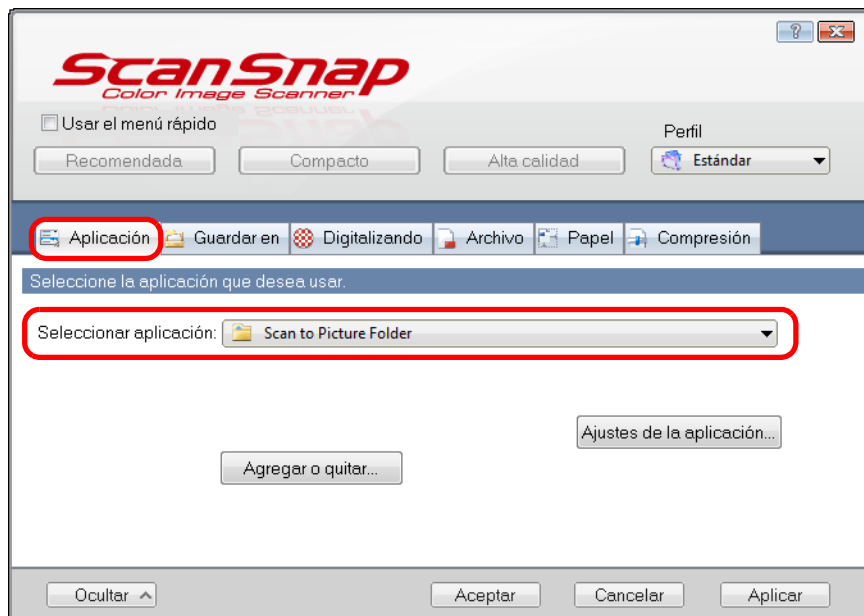 ScanSnap
Color Image Scanner
Usar el menú rápido
Perfil
Recomendada Compacto Alta calidad Estándar
Aplicación Guardar en Digitalizando Archivo Papel Compresión
Seleccione la aplicación que desea usar.
Seleccionar aplicación: Scan to Picture Folder
Ajustes de la aplicación...
Agregar o quitar...
Ocultar Aceptar Cancelar Aplicar